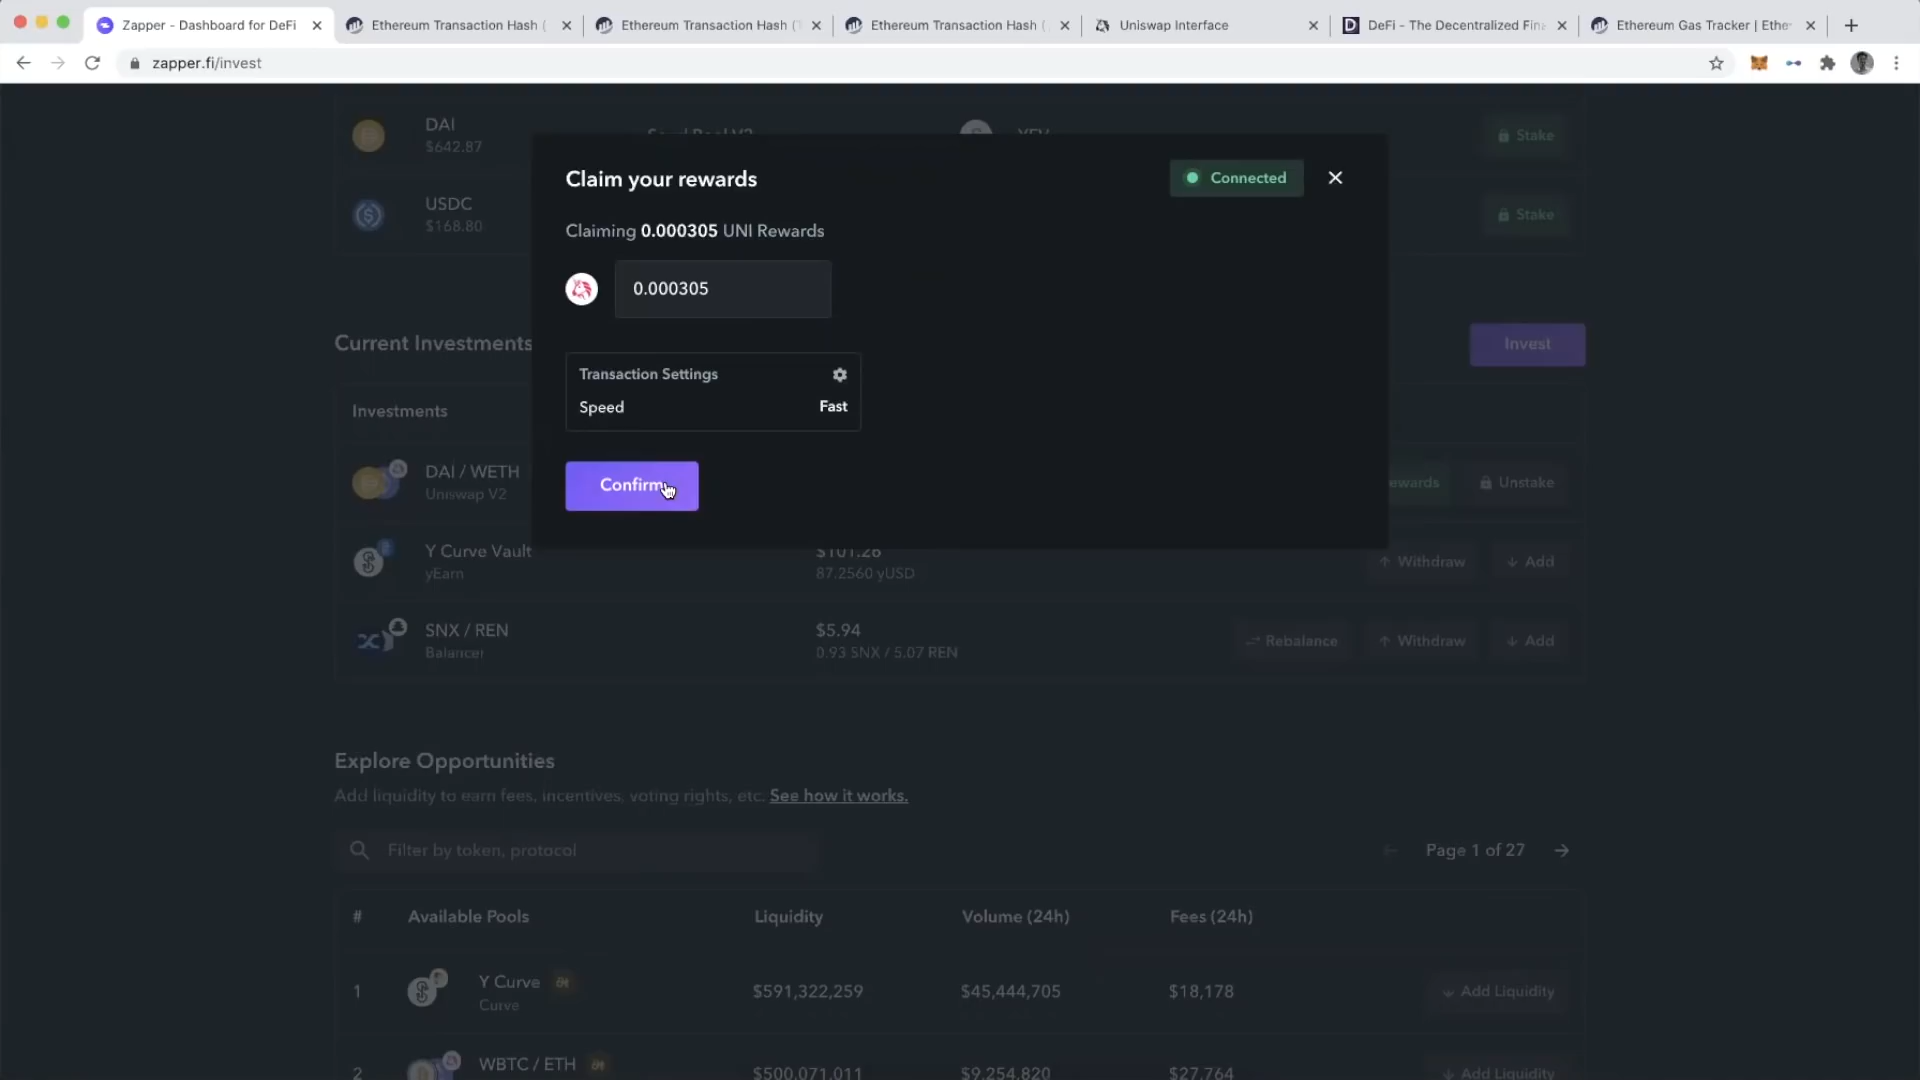 Zapper - Dashboard for DeFi
Ethereum Transaction Hash (
Ethereum Transaction Hash (T
Ethereum Transaction Hash (
Uniswap Interface
DeFi - The Decentralized Fina
Ethereum Gas Tracker | Ether
zapper.fi/invest
DAI
$642.87
YFV
Stake
USDC
$168.80
Stake
Claim your rewards
Connected
Claiming 0.000305 UNI Rewards
0.000305
Transaction Settings
Speed
Fast
Confirm
Current Investments
Invest
Investments
DAI / WETH
Uniswap V2
ewards
Unstake
Y Curve Vault
yEarn
$101.26
87.2560 yUSD
Withdraw
Add
SNX / REN
Balancer
$5.94
0.93 SNX / 5.07 REN
Rebalance
Withdraw
Add
Explore Opportunities
Add liquidity to earn fees, incentives, voting rights, etc. See how it works.
Filter by token, protocol
Page 1 of 27
# Available Pools Liquidity Volume (24h) Fees (24h)
1
Y Curve
Curve
$591,322,259
$45,444,705
$18,178
Add Liquidity
2
WBTC / ETH
$500,071,011
$9,254,820
$27,764
Add Liquidity